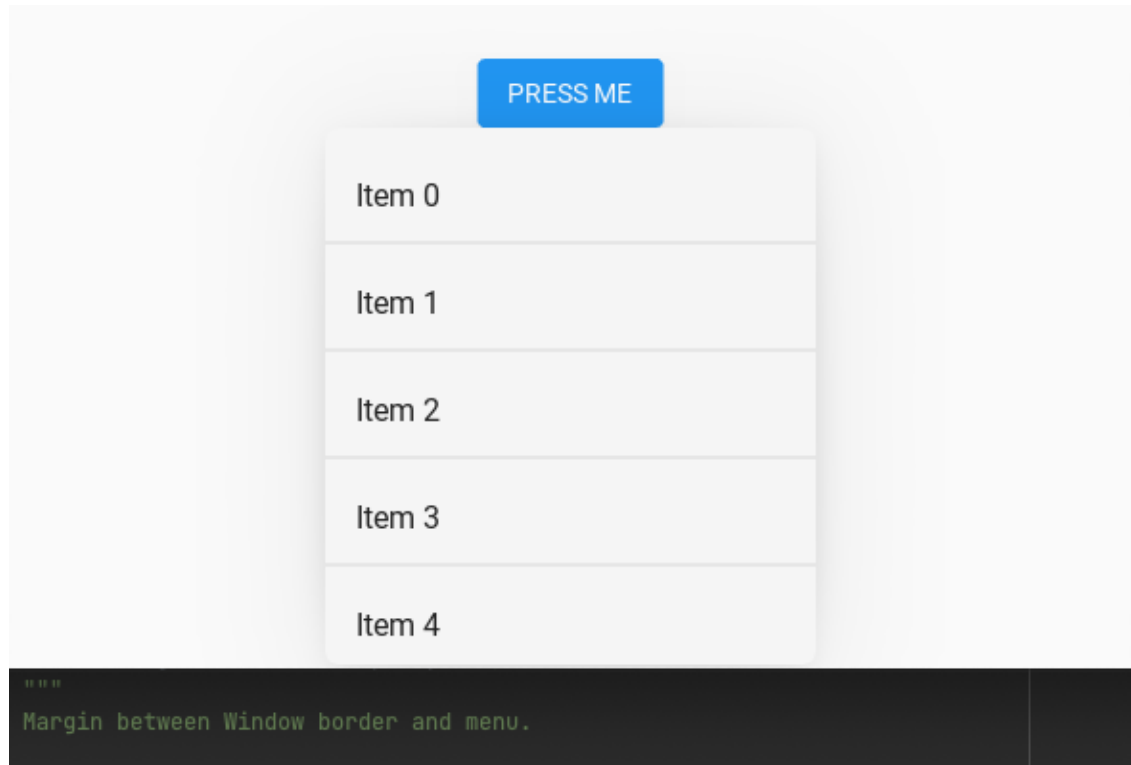 PRESS ME
Item 0
Item 1
Item 2
Item 3
Item 4
"""
Margin between Window border and menu.